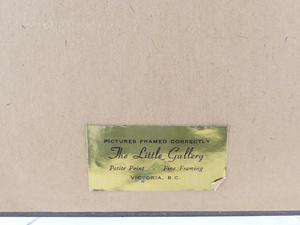 PICTURES FRAMED CORRECTLY
The Little Gallery
Petite Point - Fine Framing
VICTORIA, B.C.